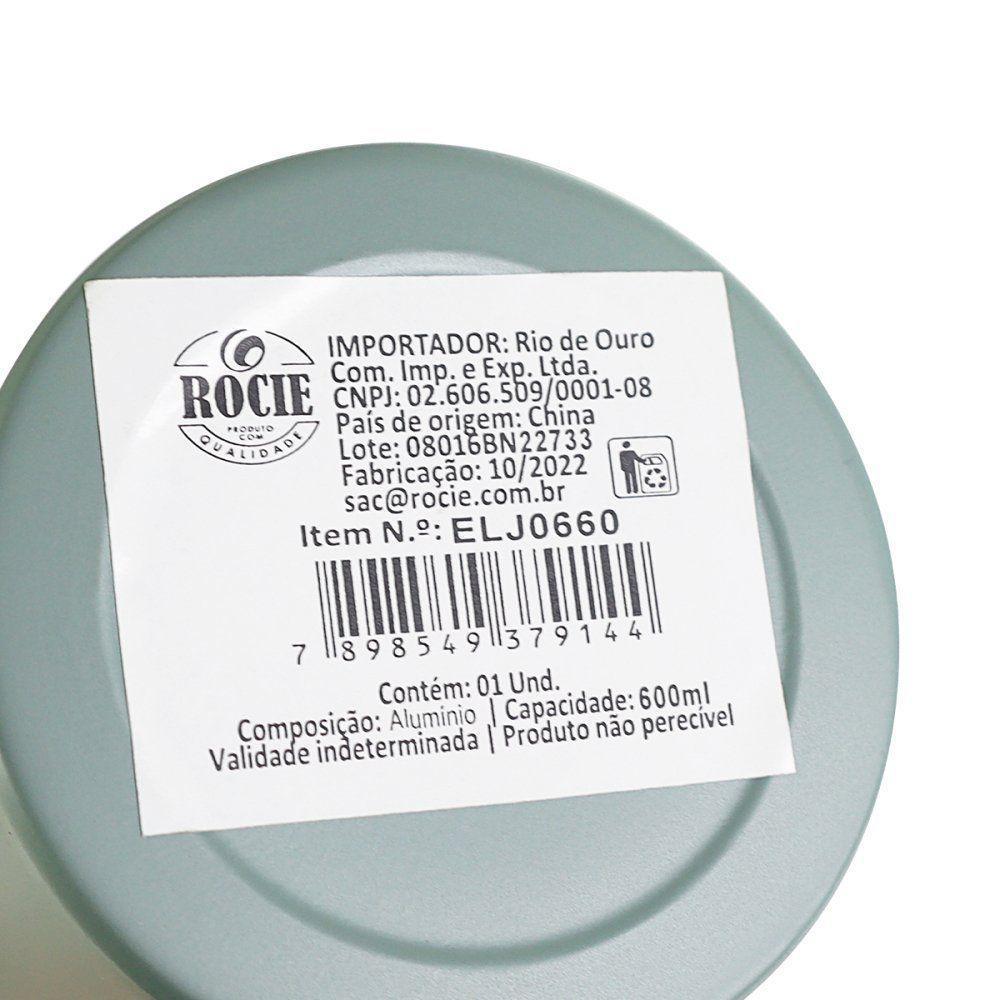 ROCIE
PRODUTO
COM
QUALIDADE
IMPORTADOR: Rio de Ouro
Com. Imp. e Exp. Ltda.
CNPJ: 02.606.509/0001-08
País de origem: China
Lote: 08016BN22733
Fabricação: 10/2022
sac@rocie.com.br
Item N.º: ELJ0660
7 898549 379144
Contém: 01 Und.
Composição: Alumínio | Capacidade: 600ml
Validade indeterminada | Produto não perecível